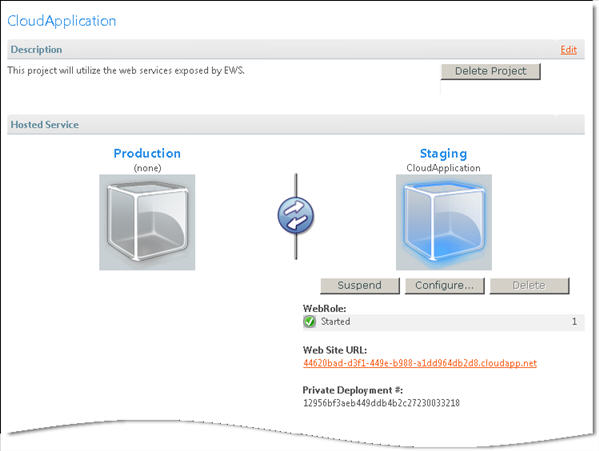 CloudApplication
Description
Edit
This project will utilize the web services exposed by EWS.
Delete Project
Hosted Service
Production
(none)
Staging
CloudApplication
Suspend
Configure...
Delete
WebRole:
Started 1
Web Site URL:
44620bad-d3f1-449e-b988-a1dd964db2d8.cloudapp.net
Private Deployment #:
12956bf3aeb449ddb4b2c27230033218